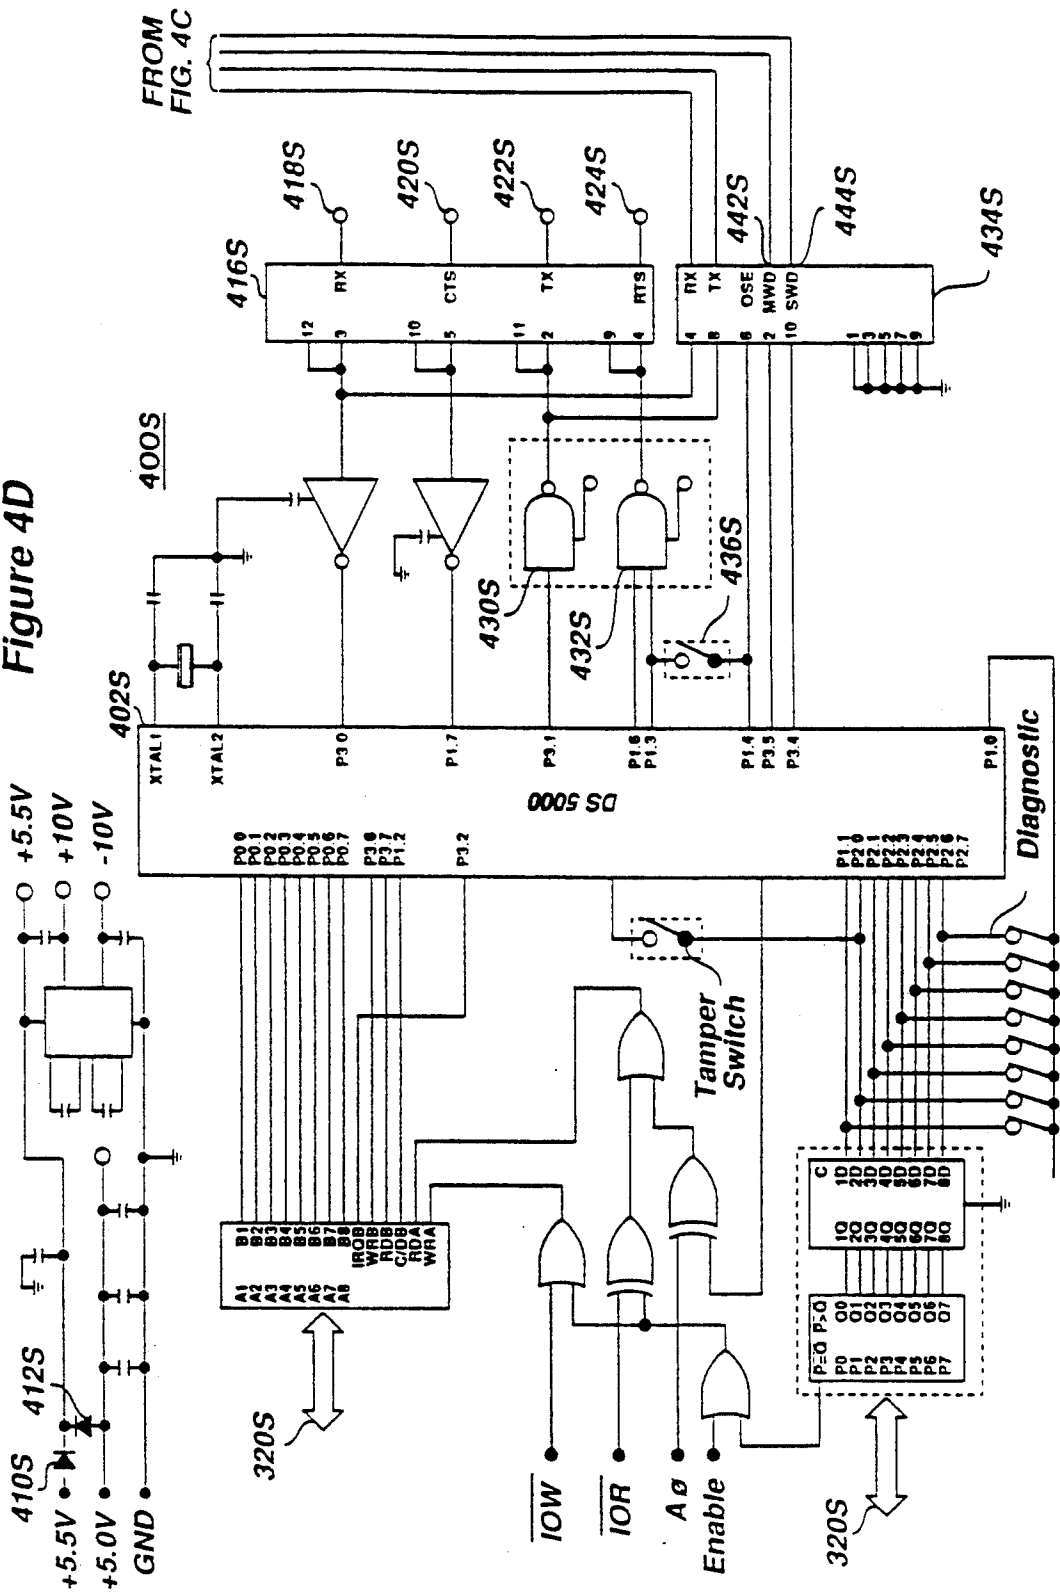 Figure 4D
400S
FROM
FIG. 4C
+5.5V
+10V
-10V
410S
412S
+5.5V
+5.0V
GND
402S
XTAL1
XTAL2
P3.0
P1.7
P3.1
P1.6
P1.3
P1.4
P3.5
P3.4
P1.0
DS 5000
P0.0
P0.1
P0.2
P0.3
P0.4
P0.5
P0.6
P0.7
P3.6
P3.7
P1.2
P3.2
P1.1
P2.0
P2.1
P2.2
P2.3
P2.4
P2.5
P2.6
P2.7
416S
12
3
RX
10
5
CTS
11
2
TX
9
4
RTS
418S
420S
422S
424S
430S
432S
436S
4
RX
8
TX
6
OSE
2
MWD
10
SWD
1
3
5
7
9
442S
444S
434S
Tamper
Switch
Diagnostic
A1
A2
A3
A4
A5
A6
A7
A8
B1
B2
B3
B4
B5
B6
B7
B8
IRQB
WRB
RDB
C/DB
RDA
WRA
320S
IOW
IOR
A ø
Enable
C
1Q 1D
2Q 2D
3Q 3D
4Q 4D
5Q 5D
6Q 6D
7Q 7D
8Q 8D
P=Q P>Q
P0 Q0
P1 Q1
P2 Q2
P3 Q3
P4 Q4
P5 Q5
P6 Q6
P7 Q7
320S